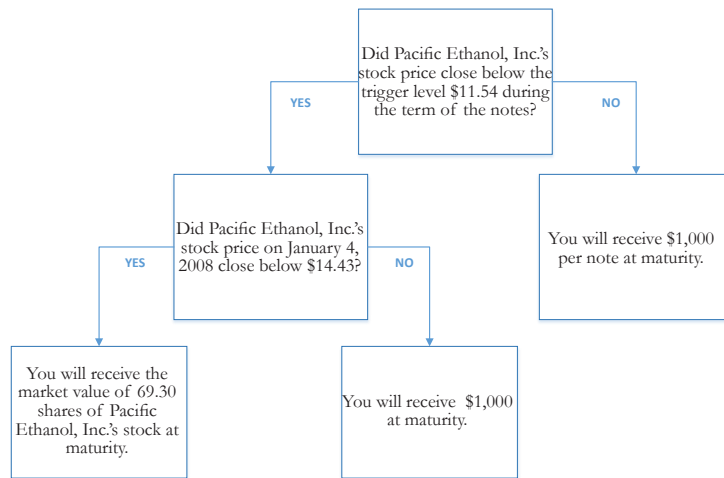 Did Pacific Ethanol, Inc.'s
stock price close below the
trigger level $11.54 during
the term of the notes?
YES
NO
Did Pacific Ethanol, Inc.'s
stock price on January 4,
2008 close below $14.43?
You will receive $1,000
per note at maturity.
YES
NO
You will receive the
market value of 69.30
shares of Pacific
Ethanol, Inc.'s stock at
maturity.
You will receive $1,000
at maturity.